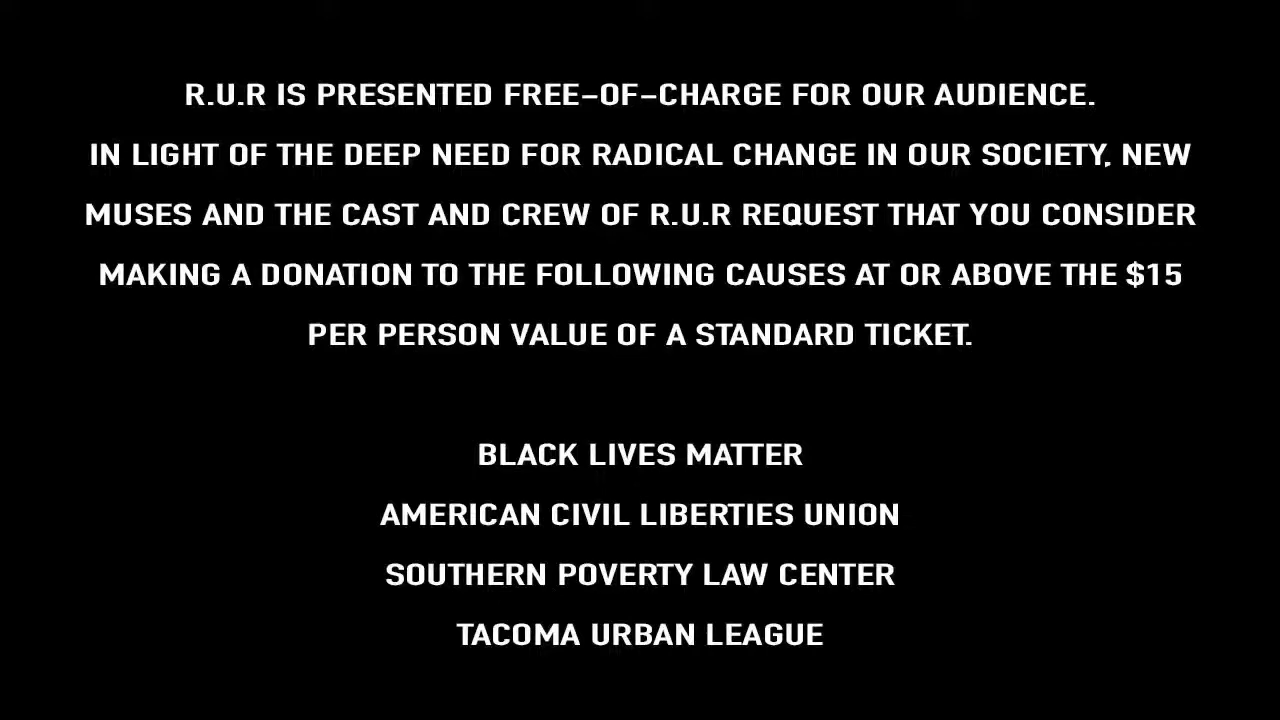 R.U.R IS PRESENTED FREE-OF-CHARGE FOR OUR AUDIENCE.
IN LIGHT OF THE DEEP NEED FOR RADICAL CHANGE IN OUR SOCIETY, NEW
MUSES AND THE CAST AND CREW OF R.U.R REQUEST THAT YOU CONSIDER
MAKING A DONATION TO THE FOLLOWING CAUSES AT OR ABOVE THE $15
PER PERSON VALUE OF A STANDARD TICKET.
BLACK LIVES MATTER
AMERICAN CIVIL LIBERTIES UNION
SOUTHERN POVERTY LAW CENTER
TACOMA URBAN LEAGUE